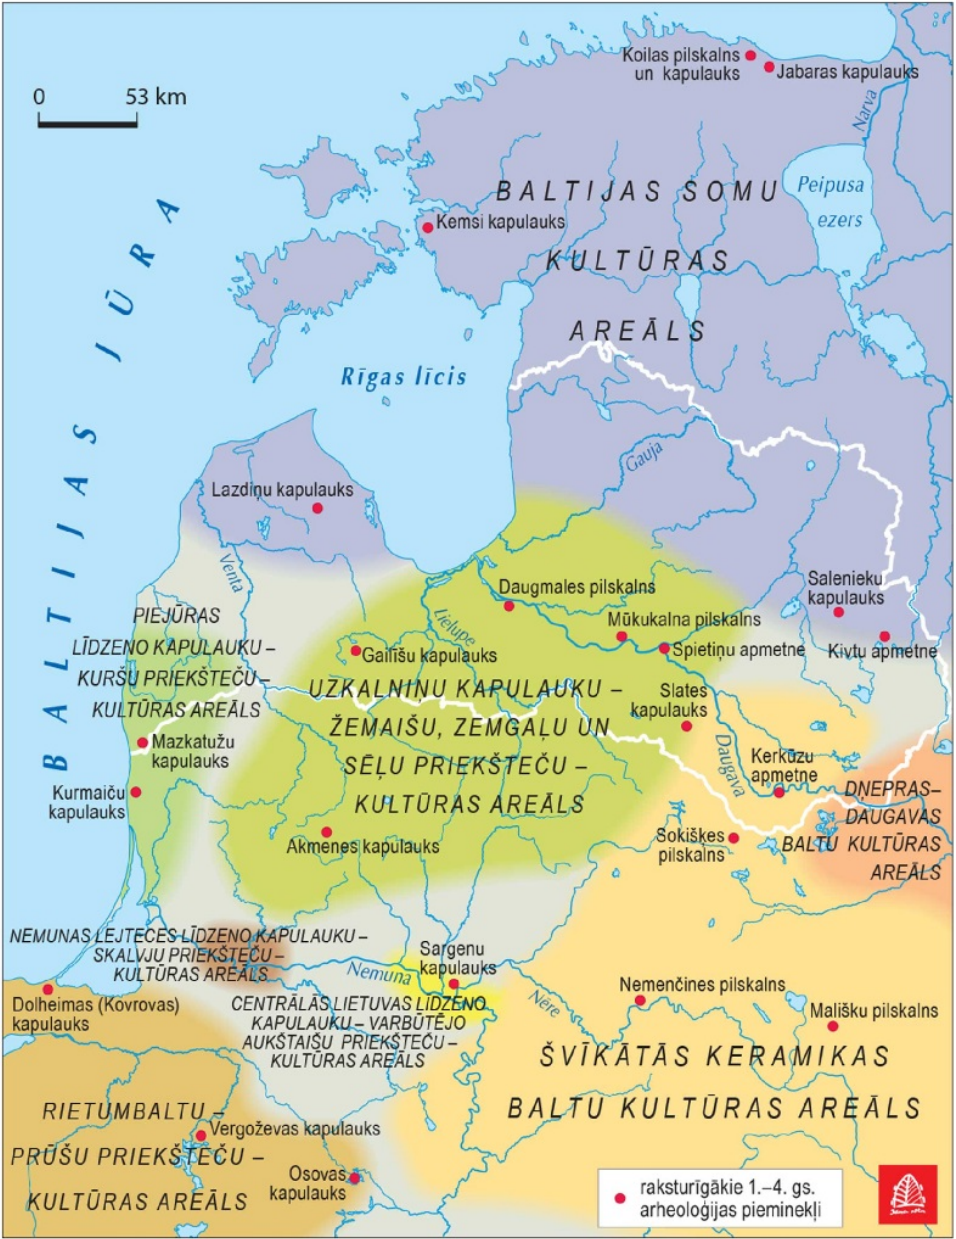 Koilas pilskalns
un kapulauks
Jabaras kapulauks
0 53 km
Narva
BALTIJAS SOMU
KULTŪRAS
AREĀLS
Peipusa
ezers
Kemsi kapulauks
BALTIJAS JŪRA
Rīgas līcis
Gauja
Lazdiņu kapulauks
Venta
Daugmales pilskalns
Salenieku
kapulauks
Lielupe
Mūkukalna pilskalns
PIEJŪRAS
LĪDZENO KAPULAUKU –
KURŠU PRIEKŠTEČU –
KULTŪRAS AREĀLS
Gailīšu kapulauks
Spietiņu apmetne
Kivtu apmetne
UZKALNIŅU KAPULAUKU –
ŽEMAIŠU, ZEMGAĻU UN
SĒĻU PRIEKŠTEČU –
KULTŪRAS AREĀLS
Slates
kapulauks
Mazkatužu
kapulauks
Daugava
Kerkūzu
apmetne
Kurmaiču
kapulauks
DŅEPRAS–
DAUGAVAS
BALTU KULTŪRAS
AREĀLS
Akmenes kapulauks
Sokišķes
pilskalns
NEMUNAS LEJTECES LĪDZENO KAPULAUKU –
SKALVJU PRIEKŠTEČU –
KULTŪRAS AREĀLS
Sargenu
kapulauks
Nemuna
Nēre
Dolheimas (Kovrovas)
kapulauks
CENTRĀLĀS LIETUVAS LĪDZENO
KAPULAUKU – VARBŪTĒJO
AUKŠTAIŠU PRIEKŠTEČU –
KULTŪRAS AREĀLS
Nemenčines pilskalns
Mališku pilskalns
ŠVĪKĀTĀS KERAMIKAS
BALTU KULTŪRAS AREĀLS
RIETUMBALTU –
PRŪŠU PRIEKŠTEČU –
KULTŪRAS AREĀLS
Vergoževas kapulauks
Osovas
kapulauks
raksturīgākie 1.–4. gs.
arheoloģijas pieminekļi